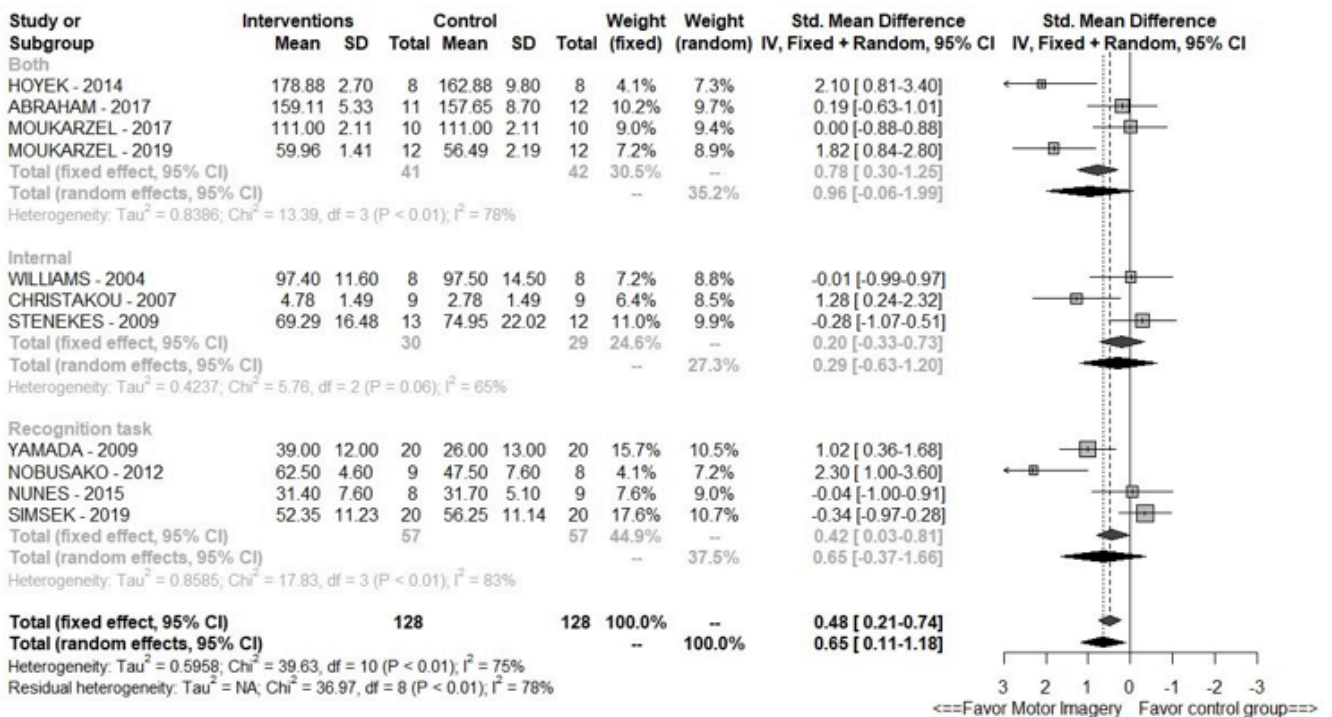 Study or Interventions Control Weight Weight Std. Mean Difference Std. Mean Difference
Subgroup Mean SD Total Mean SD Total (fixed) (random) IV, Fixed + Random, 95% CI IV, Fixed + Random, 95% CI
Both
HOYEK - 2014 178.88 2.70 8 162.88 9.80 8 4.1% 7.3% 2.10 [ 0.81-3.40]
ABRAHAM - 2017 159.11 5.33 11 157.65 8.70 12 10.2% 9.7% 0.19 [-0.63-1.01]
MOUKARZEL - 2017 111.00 2.11 10 111.00 2.11 10 9.0% 9.4% 0.00 [-0.88-0.88]
MOUKARZEL - 2019 59.96 1.41 12 56.49 2.19 12 7.2% 8.9% 1.82 [ 0.84-2.80]
Total (fixed effect, 95% CI) 41 42 30.5% -- 0.78 [ 0.30-1.25]
Total (random effects, 95% CI) -- 35.2% 0.96 [-0.06-1.99]
Heterogeneity: Tau² = 0.8386; Chi² = 13.39, df = 3 (P < 0.01); I² = 78%
Internal
WILLIAMS - 2004 97.40 11.60 8 97.50 14.50 8 7.2% 8.8% -0.01 [-0.99-0.97]
CHRISTAKOU - 2007 4.78 1.49 9 2.78 1.49 9 6.4% 8.5% 1.28 [ 0.24-2.32]
STENEKES - 2009 69.29 16.48 13 74.95 22.02 12 11.0% 9.9% -0.28 [-1.07-0.51]
Total (fixed effect, 95% CI) 30 29 24.6% -- 0.20 [-0.33-0.73]
Total (random effects, 95% CI) -- 27.3% 0.29 [-0.63-1.20]
Heterogeneity: Tau² = 0.4237; Chi² = 5.76, df = 2 (P = 0.06); I² = 65%
Recognition task
YAMADA - 2009 39.00 12.00 20 26.00 13.00 20 15.7% 10.5% 1.02 [ 0.36-1.68]
NOBUSAKO - 2012 62.50 4.60 9 47.50 7.60 8 4.1% 7.2% 2.30 [ 1.00-3.60]
NUNES - 2015 31.40 7.60 8 31.70 5.10 9 7.6% 9.0% -0.04 [-1.00-0.91]
SIMSEK - 2019 52.35 11.23 20 56.25 11.14 20 17.6% 10.7% -0.34 [-0.97-0.28]
Total (fixed effect, 95% CI) 57 57 44.9% -- 0.42 [ 0.03-0.81]
Total (random effects, 95% CI) -- 37.5% 0.65 [-0.37-1.66]
Heterogeneity: Tau² = 0.8585; Chi² = 17.83, df = 3 (P < 0.01); I² = 83%
Total (fixed effect, 95% CI) 128 128 100.0% -- 0.48 [ 0.21-0.74]
Total (random effects, 95% CI) -- 100.0% 0.65 [ 0.11-1.18]
Heterogeneity: Tau² = 0.5958; Chi² = 39.63, df = 10 (P < 0.01); I² = 75%
Residual heterogeneity: Tau² = NA; Chi² = 36.97, df = 8 (P < 0.01); I² = 78%
3 2 1 0 -1 -2 -3
<==Favor Motor Imagery Favor control group==>